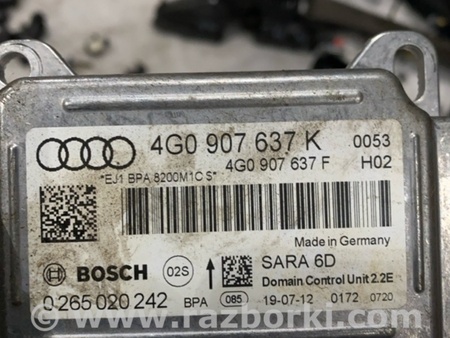 4G0 907 637 K 0053
4G0 907 637 F H02
*EJ1 BPA 8200M1C S*
Made in Germany
SARA 6D
BOSCH 02S
Domain Control Unit 2.2E
0 265 020 242 BPA 085 19-07-12 0172 0720
© www.razborki.com